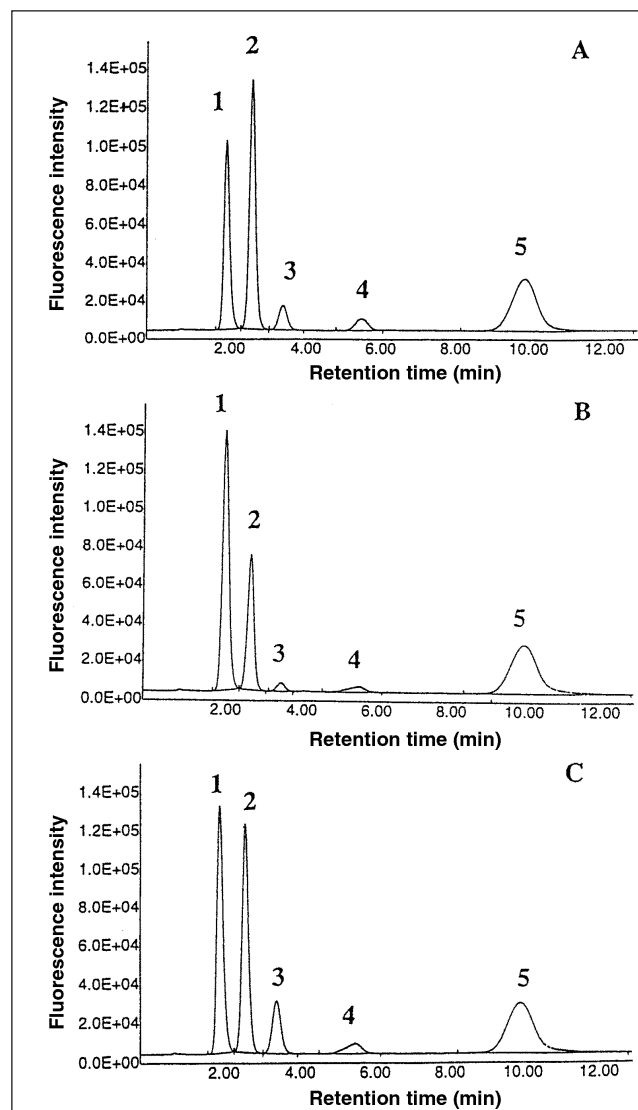 A
2
1
3
4
5
1.4E+05
1.2E+05
1.0E+05
8.0E+04
6.0E+04
4.0E+04
2.0E+04
0.0E+00
Fluorescence intensity
2.00 4.00 6.00 8.00 10.00 12.00
Retention time (min)
B
1
2
3
4
5
1.4E+05
1.2E+05
1.0E+05
8.0E+04
6.0E+04
4.0E+04
2.0E+04
0.0E+00
Fluorescence intensity
2.00 4.00 6.00 8.00 10.00 12.00
Retention time (min)
C
1
2
3
4
5
1.4E+05
1.2E+05
1.0E+05
8.0E+04
6.0E+04
4.0E+04
2.0E+04
0.0E+00
Fluorescence intensity
2.00 4.00 6.00 8.00 10.00 12.00
Retention time (min)